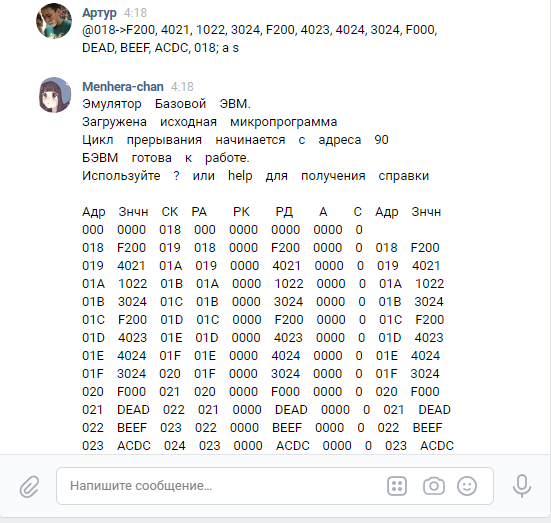 Артур 4:18
@018->F200, 4021, 1022, 3024, F200, 4023, 4024, 3024, F000,
DEAD, BEEF, ACDC, 018; a s
Menhera-chan 4:18
Эмулятор Базовой ЭВМ.
Загружена исходная микропрограмма
Цикл прерывания начинается с адреса 90
БЭВМ готова к работе.
Используйте ? или help для получения справки
Адр Знчн СК РА РК РД А С Адр Знчн
000 0000 018 000 0000 0000 0000 0
018 F200 019 018 0000 F200 0000 0 018 F200
019 4021 01A 019 0000 4021 0000 0 019 4021
01A 1022 01B 01A 0000 1022 0000 0 01A 1022
01B 3024 01C 01B 0000 3024 0000 0 01B 3024
01C F200 01D 01C 0000 F200 0000 0 01C F200
01D 4023 01E 01D 0000 4023 0000 0 01D 4023
01E 4024 01F 01E 0000 4024 0000 0 01E 4024
01F 3024 020 01F 0000 3024 0000 0 01F 3024
020 F000 021 020 0000 F000 0000 0 020 F000
021 DEAD 022 021 0000 DEAD 0000 0 021 DEAD
022 BEEF 023 022 0000 BEEF 0000 0 022 BEEF
023 ACDC 024 023 0000 ACDC 0000 0 023 ACDC
Напишите сообщение...